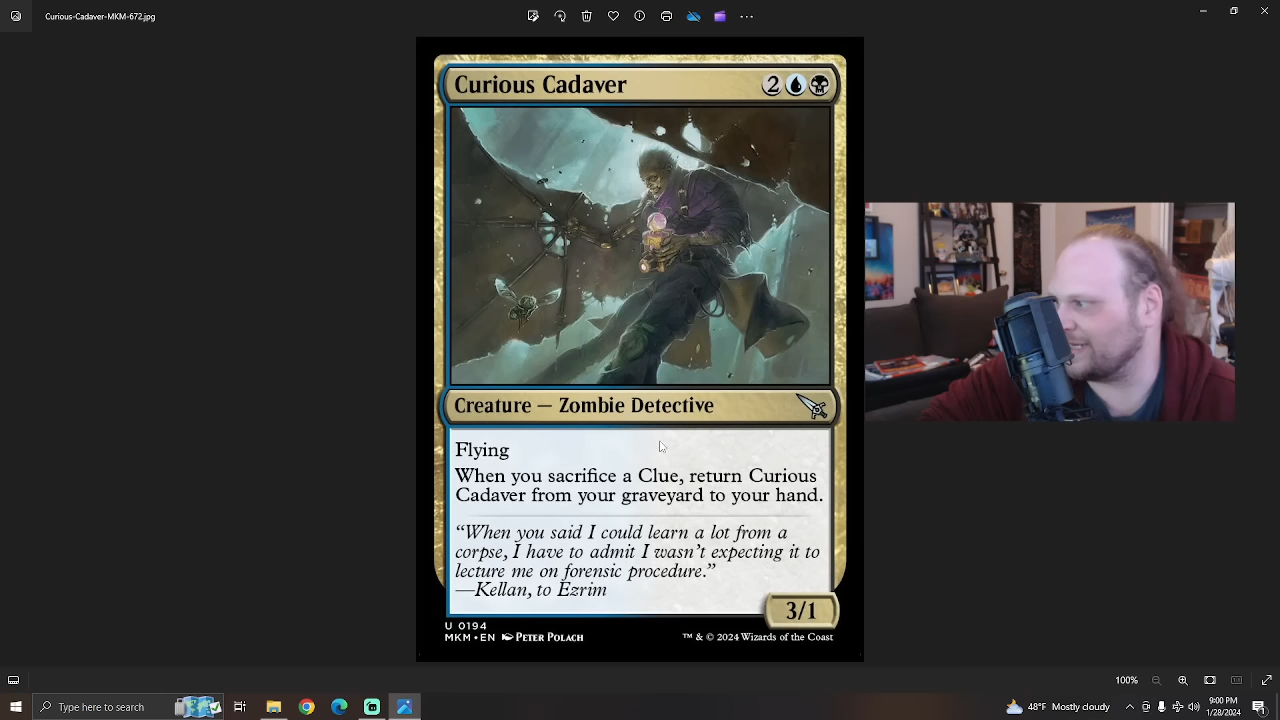 Curious-Cadaver-MKM-672.jpg
Curious Cadaver 2
Creature — Zombie Detective
Flying
When you sacrifice a Clue, return Curious
Cadaver from your graveyard to your hand.
“When you said I could learn a lot from a
corpse, I have to admit I wasn’t expecting it to
lecture me on forensic procedure.”
—Kellan, to Ezrim
3/1
U 0194
MKM • EN Peter Polach
™ & © 2024 Wizards of the Coast
100%
Type here to search
48°F Mostly cloudy
9:00 PM
1/28/2024